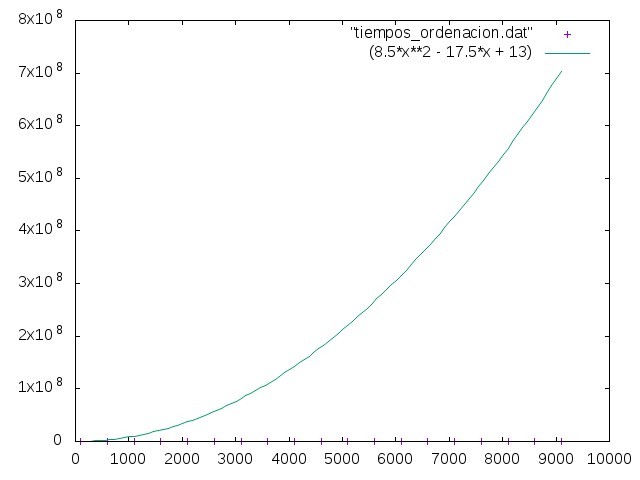 8x10^8
7x10^8
6x10^8
5x10^8
4x10^8
3x10^8
2x10^8
1x10^8
0
"tiempos_ordenacion.dat"
(8.5*x**2 - 17.5*x + 13)
0 1000 2000 3000 4000 5000 6000 7000 8000 9000 10000